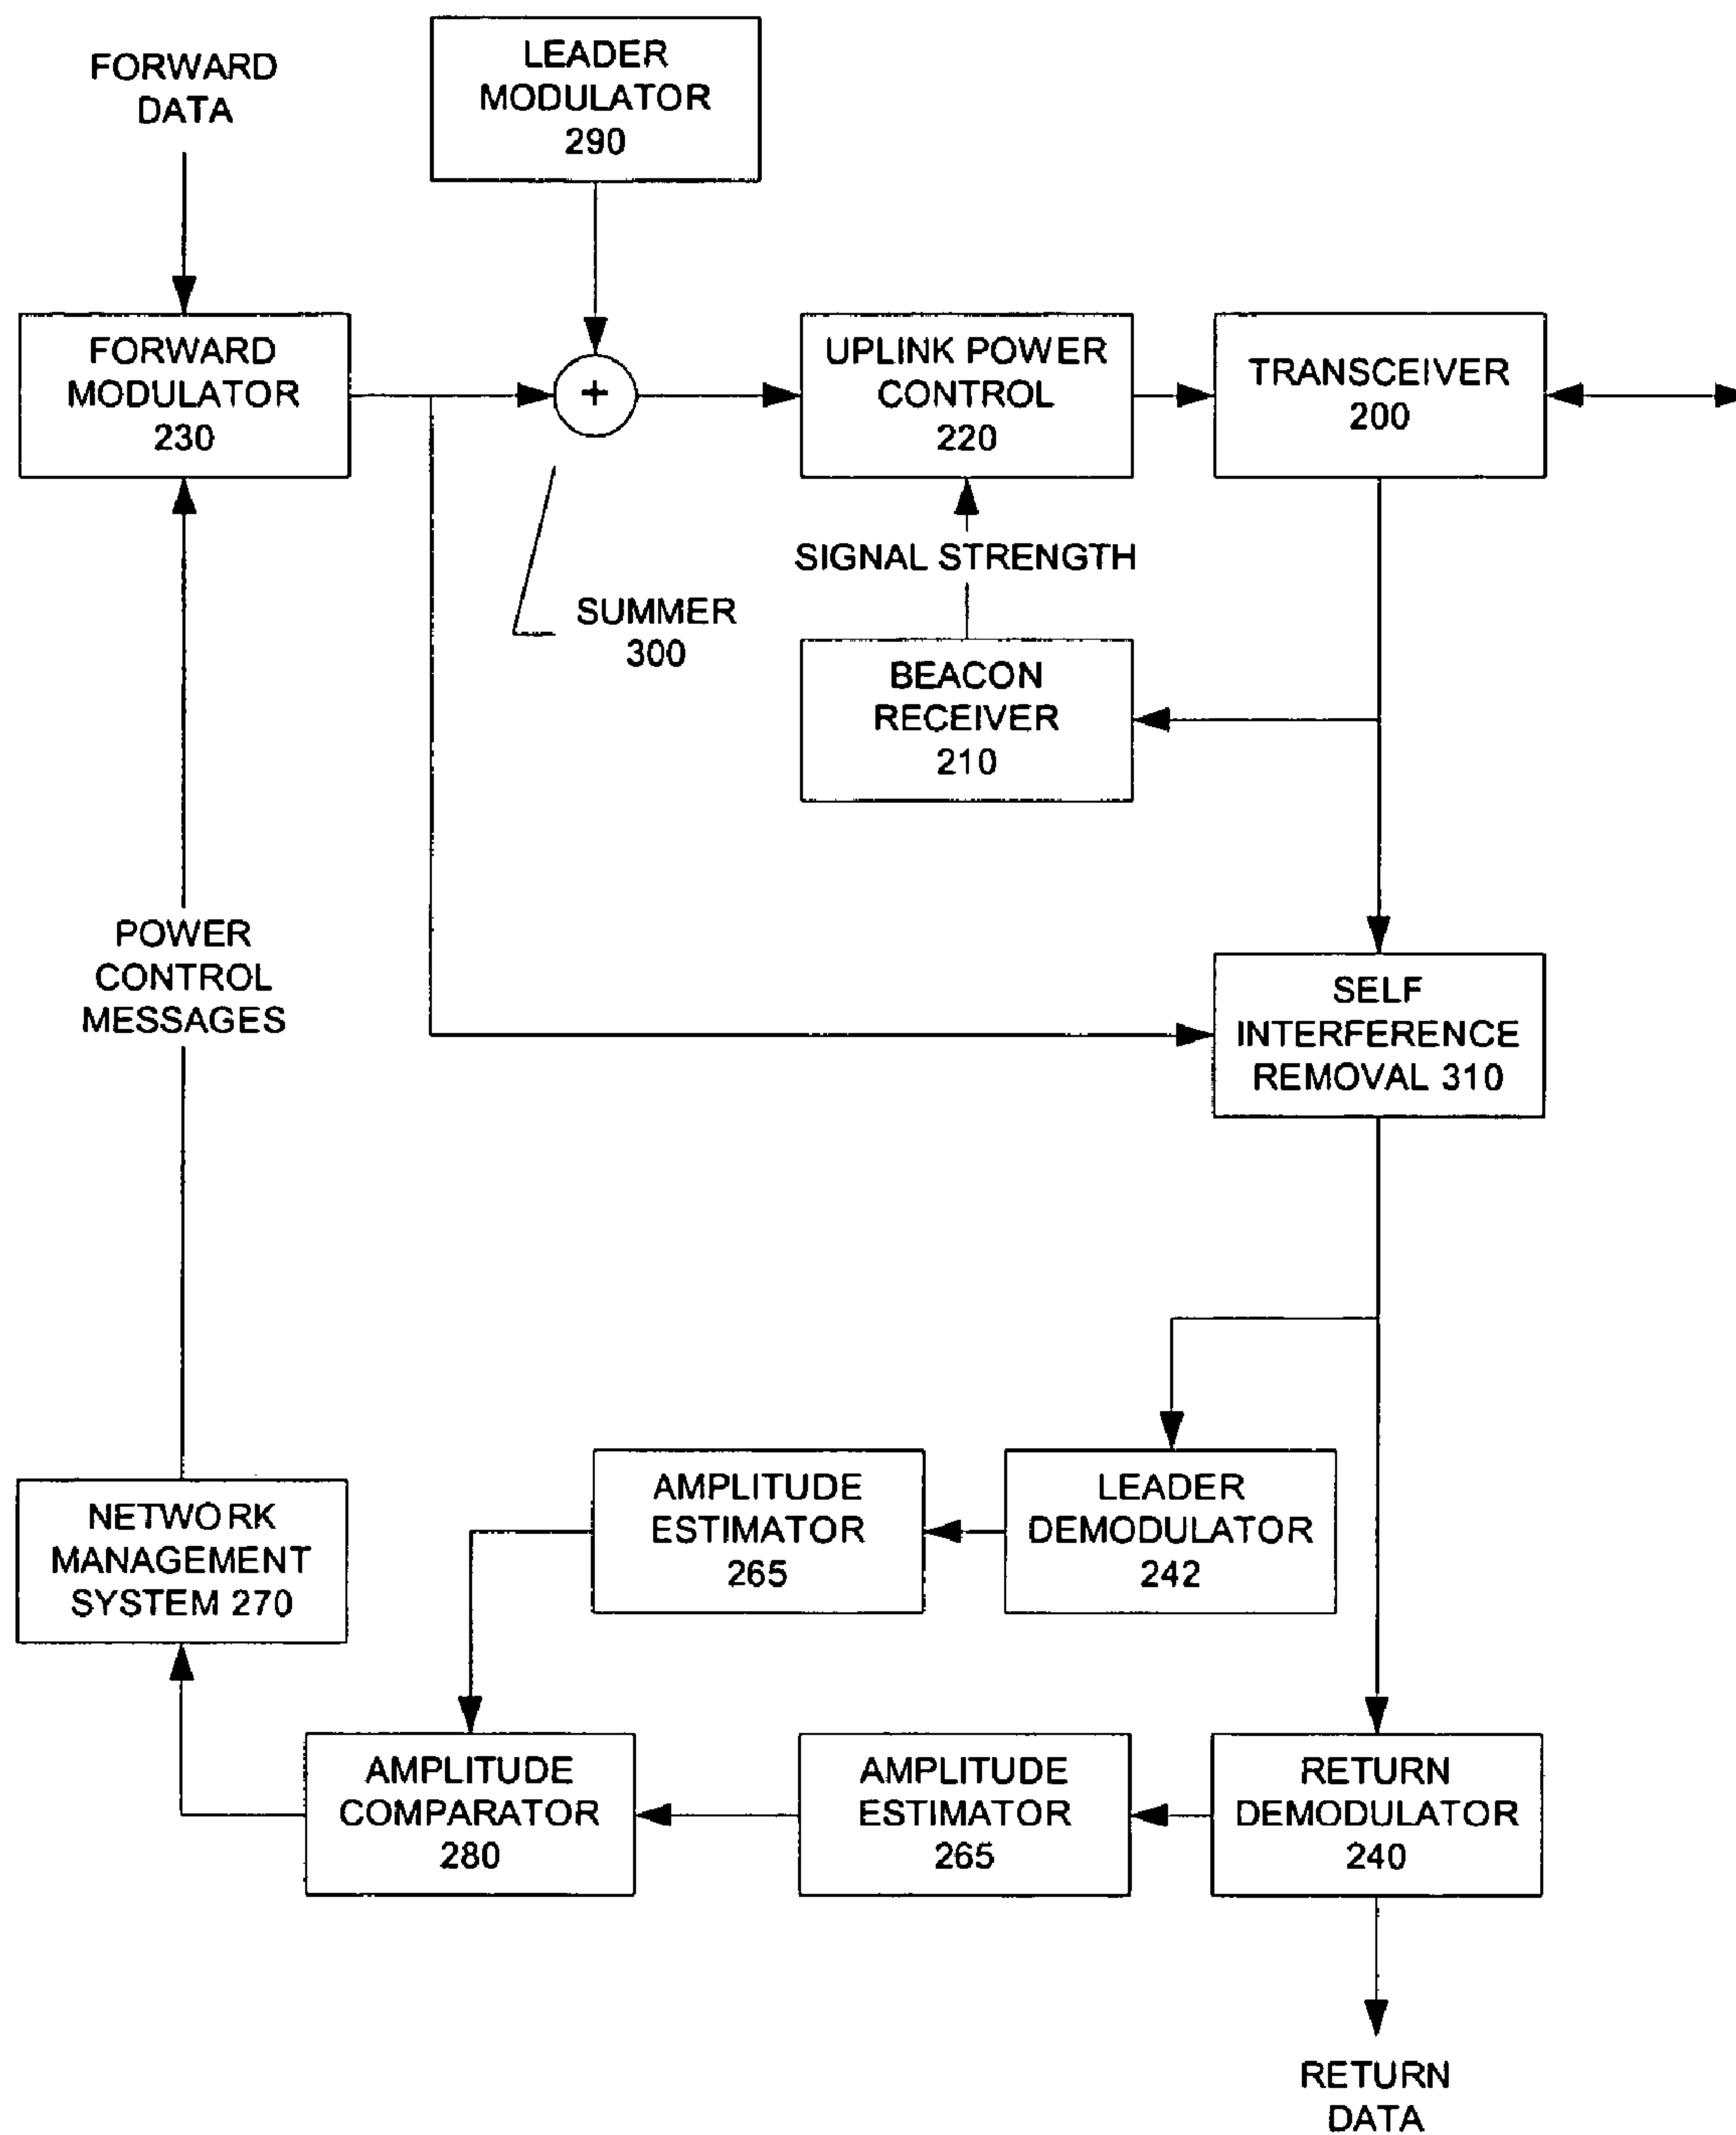 FORWARD
DATA
LEADER
MODULATOR
290
FORWARD
MODULATOR
230
+
UPLINK POWER
CONTROL
220
TRANSCEIVER
200
SIGNAL STRENGTH
SUMMER
300
BEACON
RECEIVER
210
POWER
CONTROL
MESSAGES
SELF
INTERFERENCE
REMOVAL 310
NETWORK
MANAGEMENT
SYSTEM 270
AMPLITUDE
ESTIMATOR
265
LEADER
DEMODULATOR
242
AMPLITUDE
COMPARATOR
280
AMPLITUDE
ESTIMATOR
265
RETURN
DEMODULATOR
240
RETURN
DATA